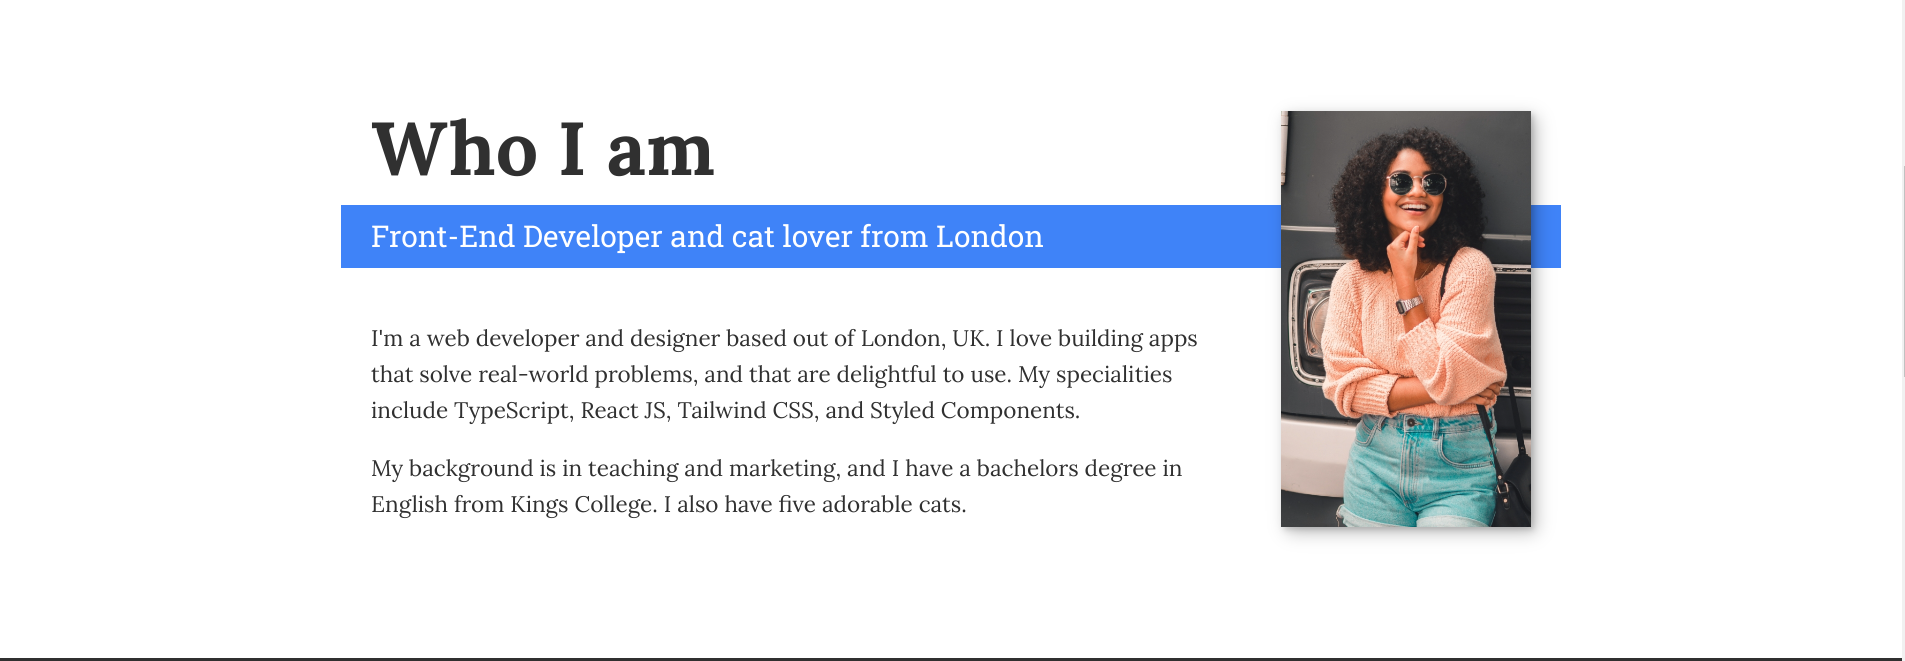 Who I am
Front-End Developer and cat lover from London
I'm a web developer and designer based out of London, UK. I love building apps
that solve real-world problems, and that are delightful to use. My specialities
include TypeScript, React JS, Tailwind CSS, and Styled Components.
My background is in teaching and marketing, and I have a bachelors degree in
English from Kings College. I also have five adorable cats.